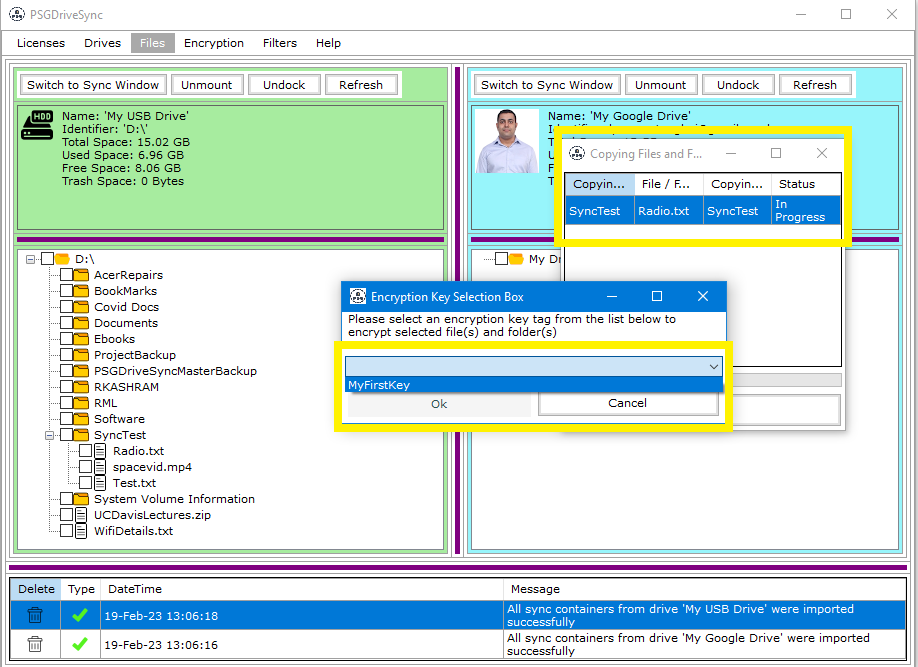 PSGDriveSync
Licenses Drives Files Encryption Filters Help
Switch to Sync Window Unmount Undock Refresh
HDD
Name: 'My USB Drive'
Identifier: 'D:\'
Total Space: 15.02 GB
Used Space: 6.96 GB
Free Space: 8.06 GB
Trash Space: 0 Bytes
Switch to Sync Window Unmount Undock Refresh
Name: 'My Google Drive'
Copying Files and F...
Copyin... File / F... Copyin... Status
SyncTest Radio.txt SyncTest In
Progress
D:\
AcerRepairs
BookMarks
Covid Docs
Documents
Ebooks
ProjectBackup
PSGDriveSyncMasterBackup
RKASHRAM
RML
Software
SyncTest
Radio.txt
spacevid.mp4
Test.txt
System Volume Information
UCDavisLectures.zip
WifiDetails.txt
My
Encryption Key Selection Box
Please select an encryption key tag from the list below to
encrypt selected file(s) and folder(s)
MyFirstKey
Ok Cancel
Delete Type DateTime Message
19-Feb-23 13:06:18 All sync containers from drive 'My USB Drive' were imported
successfully
19-Feb-23 13:06:16 All sync containers from drive 'My Google Drive' were imported
successfully